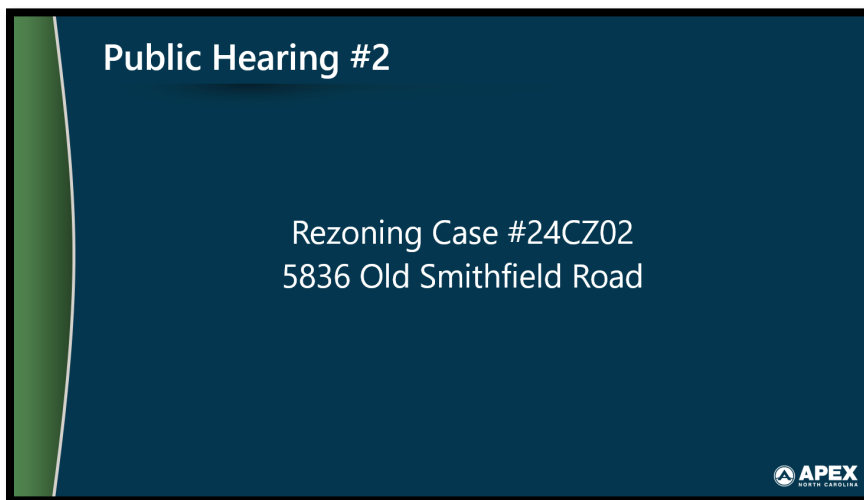 Public Hearing #2
Rezoning Case #24CZ02
5836 Old Smithfield Road
APEX
NORTH CAROLINA